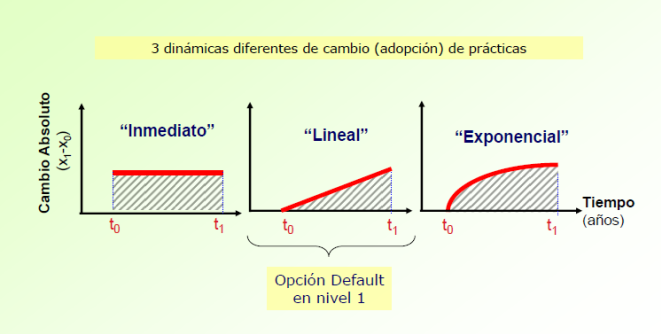 3 dinámicas diferentes de cambio (adopción) de prácticas
Cambio Absoluto
(x1-x0)
“Inmediato”
“Lineal”
“Exponencial”
t0
t1
t0
t1
t0
t1
Tiempo
(años)
Opción Default
en nivel 1